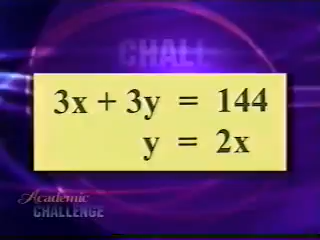 CHALL
3x + 3y = 144
y = 2x
Academic
CHALLENGE